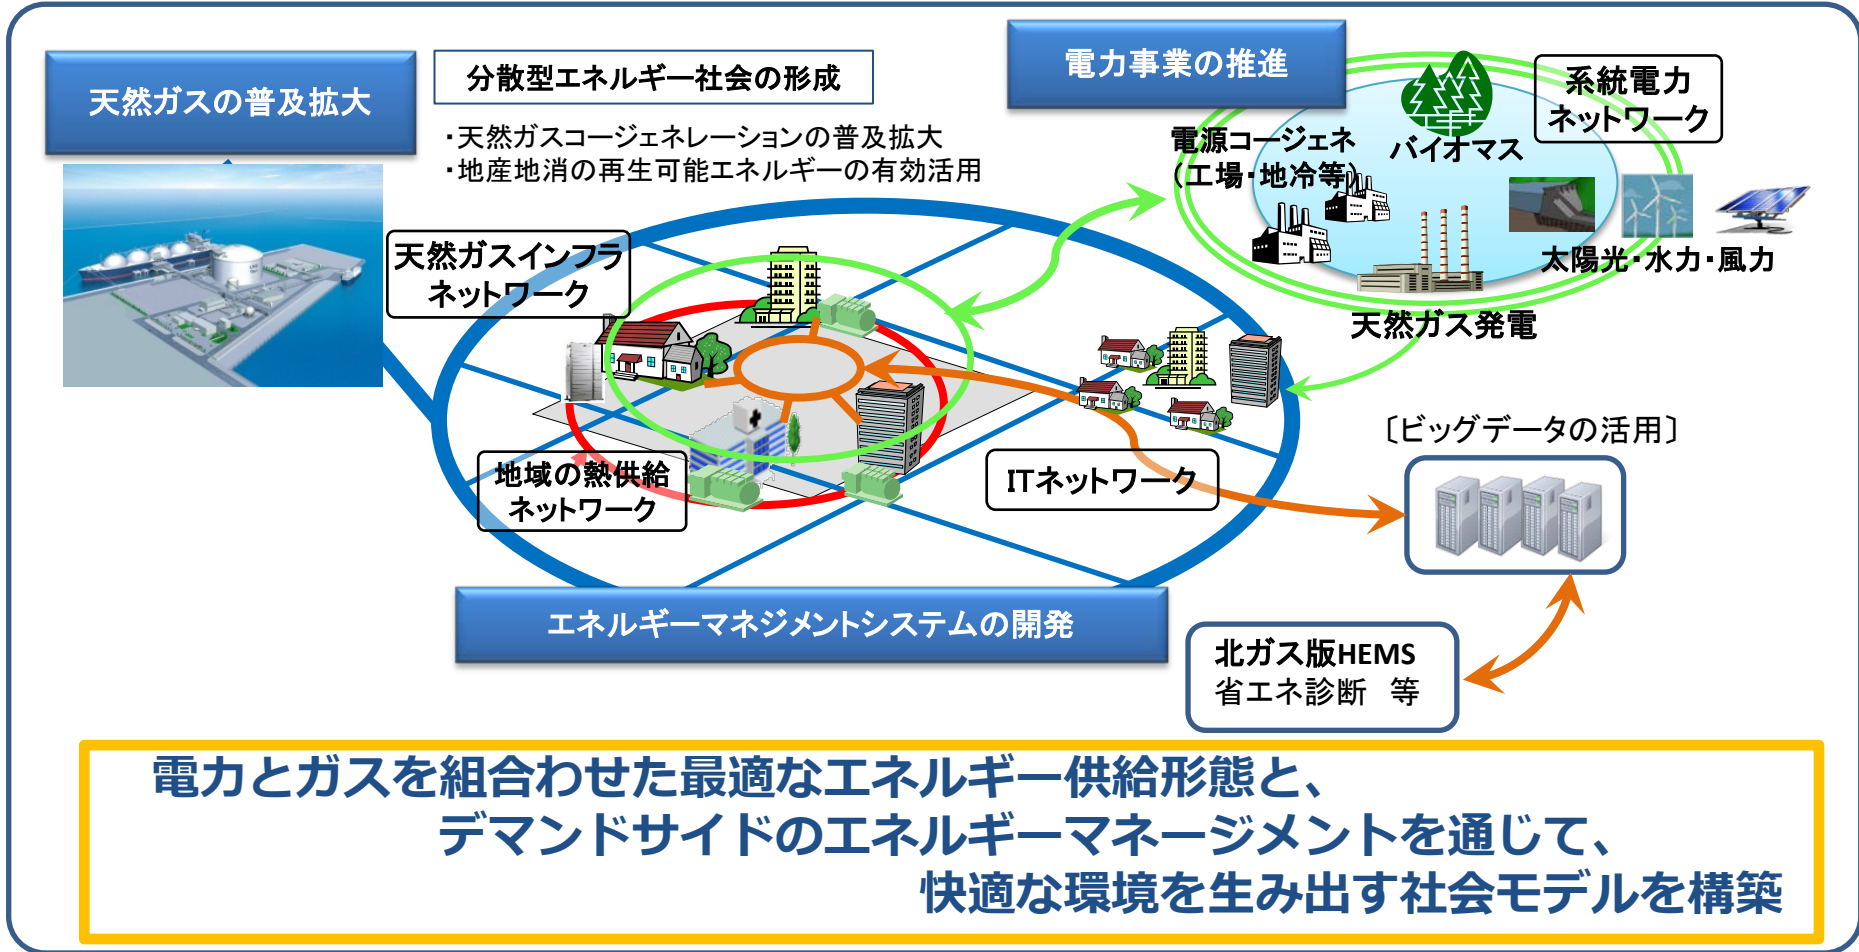 天然ガスの普及拡大
分散型エネルギー社会の形成
・天然ガスコージェネレーションの普及拡大
・地産地消の再生可能エネルギーの有効活用
電力事業の推進
系統電力
ネットワーク
電源コージェネ
（工場・地冷等）
バイオマス
太陽光・水力・風力
天然ガス発電
天然ガスインフラ
ネットワーク
地域の熱供給
ネットワーク
ITネットワーク
〔ビッグデータの活用〕
エネルギーマネジメントシステムの開発
北ガス版HEMS
省エネ診断　等
電力とガスを組合わせた最適なエネルギー供給形態と、
デマンドサイドのエネルギーマネージメントを通じて、
快適な環境を生み出す社会モデルを構築